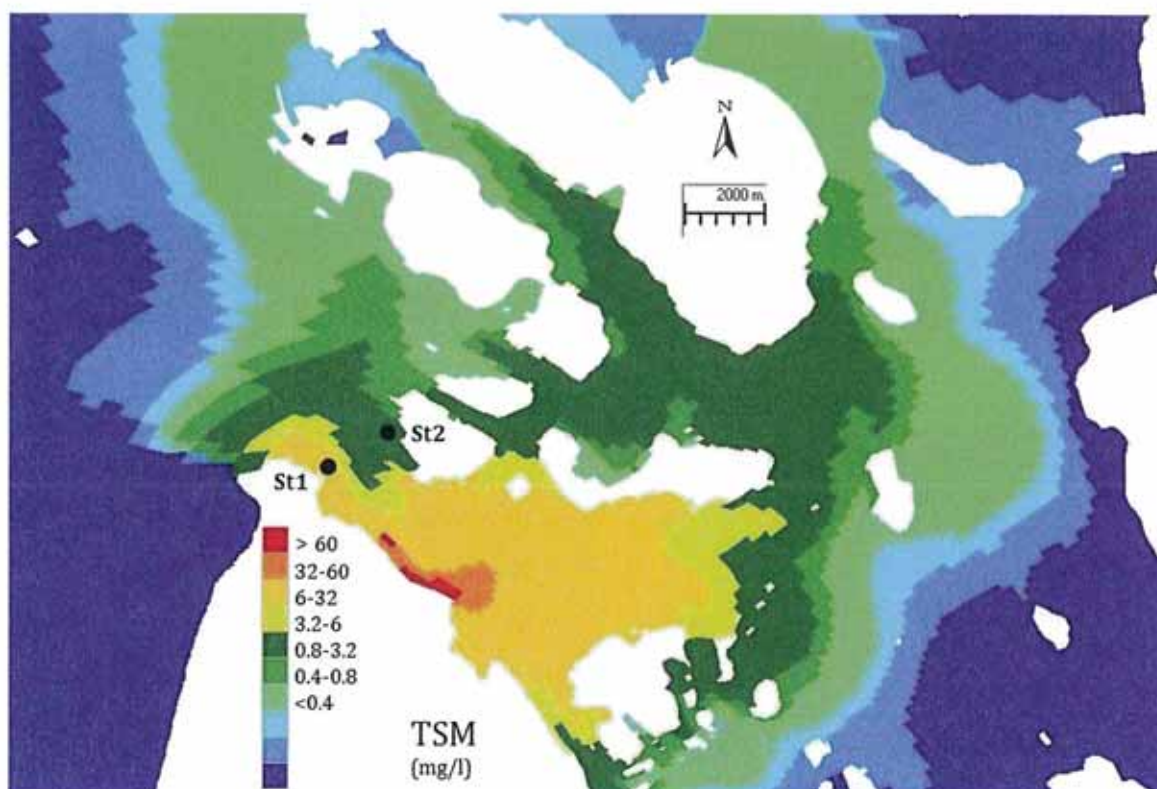 N
2000 m.
St2
St1
> 60
32-60
6-32
3.2-6
0.8-3.2
0.4-0.8
<0.4
TSM
(mg/l)